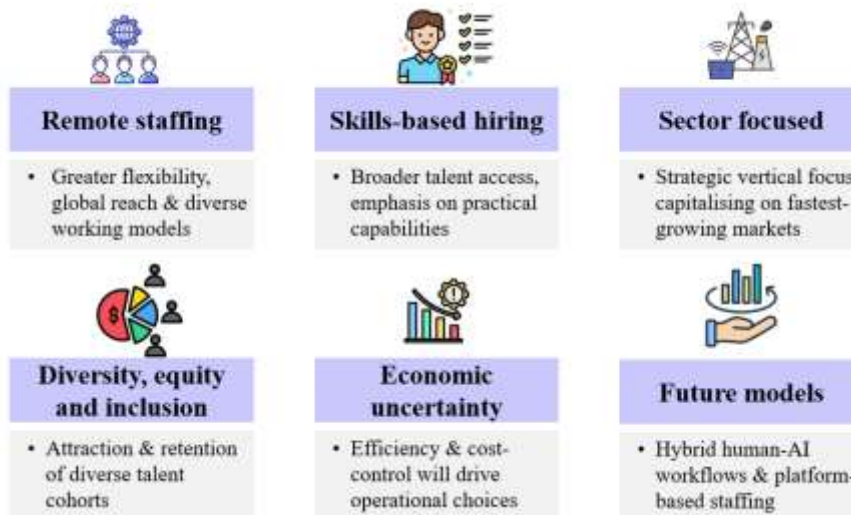 Remote staffing
• Greater flexibility,
global reach & diverse
working models
Skills-based hiring
• Broader talent access,
emphasis on practical
capabilities
Sector focused
• Strategic vertical focus
capitalising on fastest-
growing markets
$
Diversity, equity
and inclusion
• Attraction & retention
of diverse talent
cohorts
!
Economic
uncertainty
• Efficiency & cost-
control will drive
operational choices
Future models
• Hybrid human-AI
workflows & platform-
based staffing